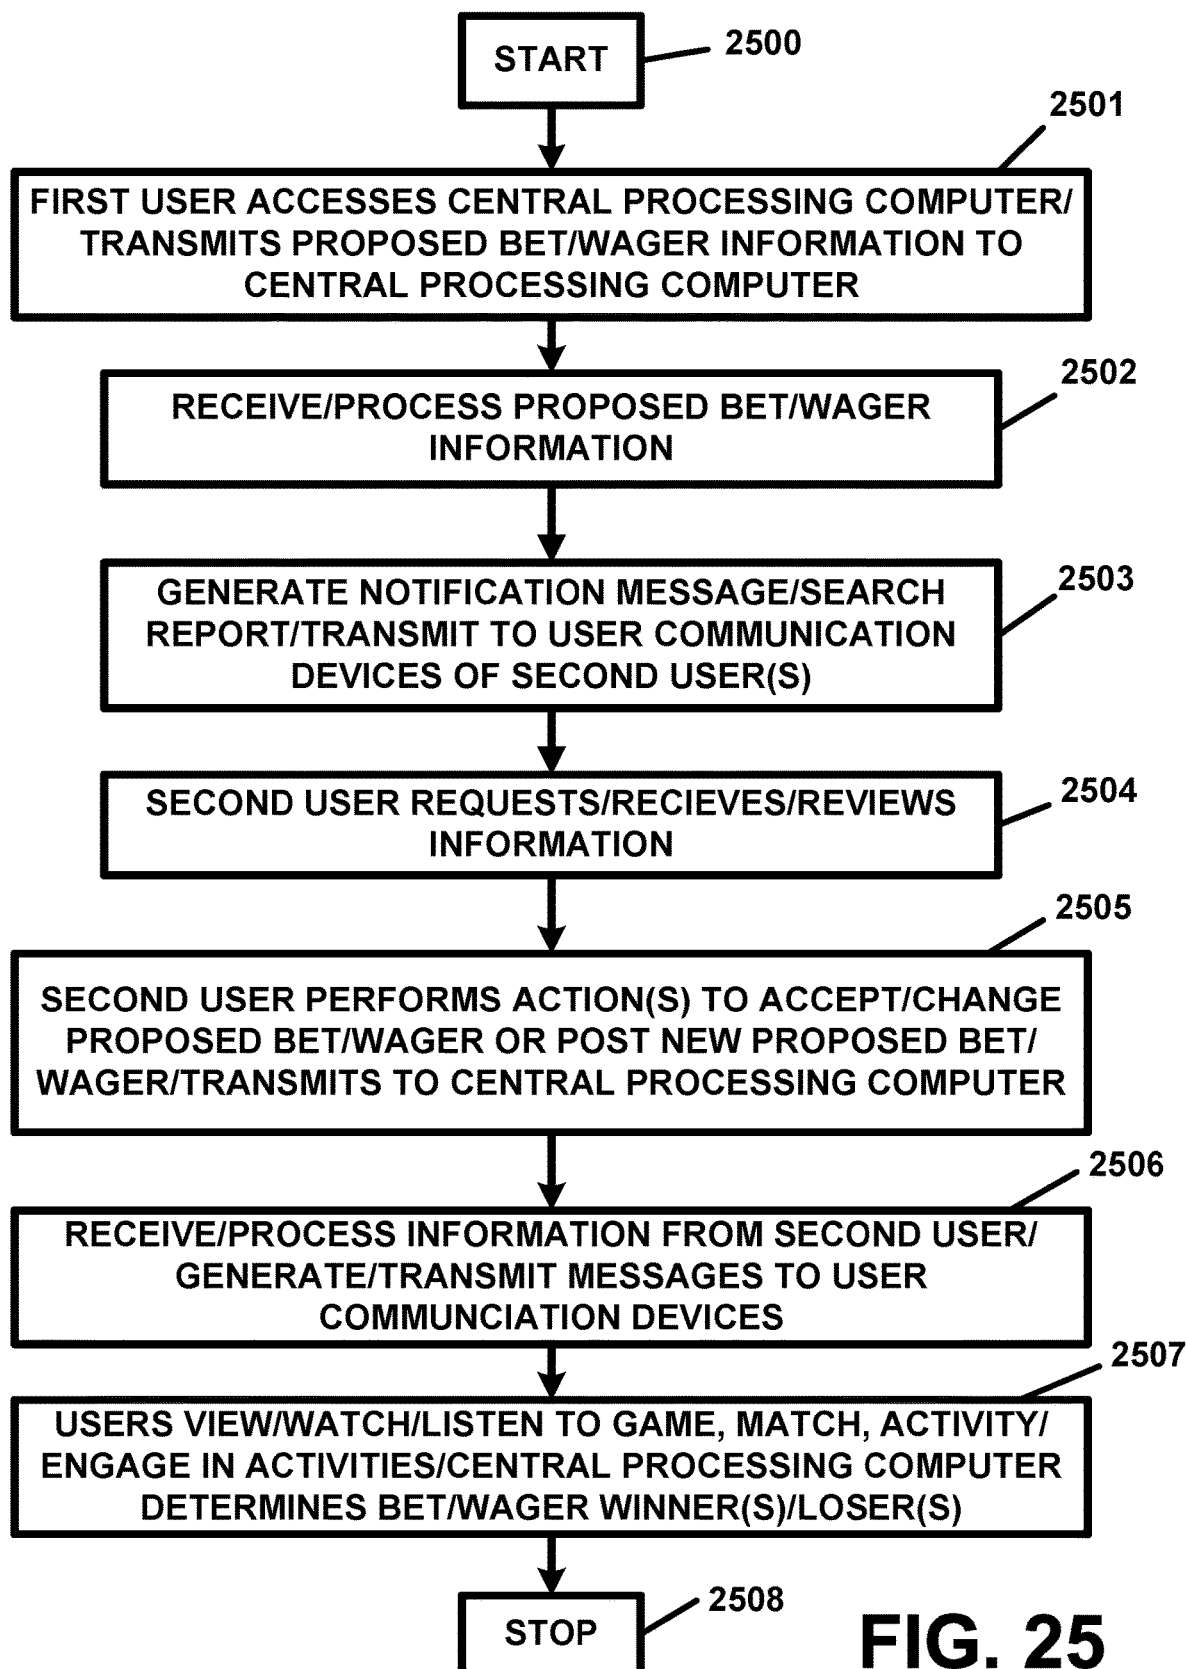 START
2500
2501
FIRST USER ACCESSES CENTRAL PROCESSING COMPUTER/
TRANSMITS PROPOSED BET/WAGER INFORMATION TO
CENTRAL PROCESSING COMPUTER
2502
RECEIVE/PROCESS PROPOSED BET/WAGER
INFORMATION
2503
GENERATE NOTIFICATION MESSAGE/SEARCH
REPORT/TRANSMIT TO USER COMMUNICATION
DEVICES OF SECOND USER(S)
2504
SECOND USER REQUESTS/RECIEVES/REVIEWS
INFORMATION
2505
SECOND USER PERFORMS ACTION(S) TO ACCEPT/CHANGE
PROPOSED BET/WAGER OR POST NEW PROPOSED BET/
WAGER/TRANSMITS TO CENTRAL PROCESSING COMPUTER
2506
RECEIVE/PROCESS INFORMATION FROM SECOND USER/
GENERATE/TRANSMIT MESSAGES TO USER
COMMUNCIATION DEVICES
2507
USERS VIEW/WATCH/LISTEN TO GAME, MATCH, ACTIVITY/
ENGAGE IN ACTIVITIES/CENTRAL PROCESSING COMPUTER
DETERMINES BET/WAGER WINNER(S)/LOSER(S)
2508
STOP
FIG. 25